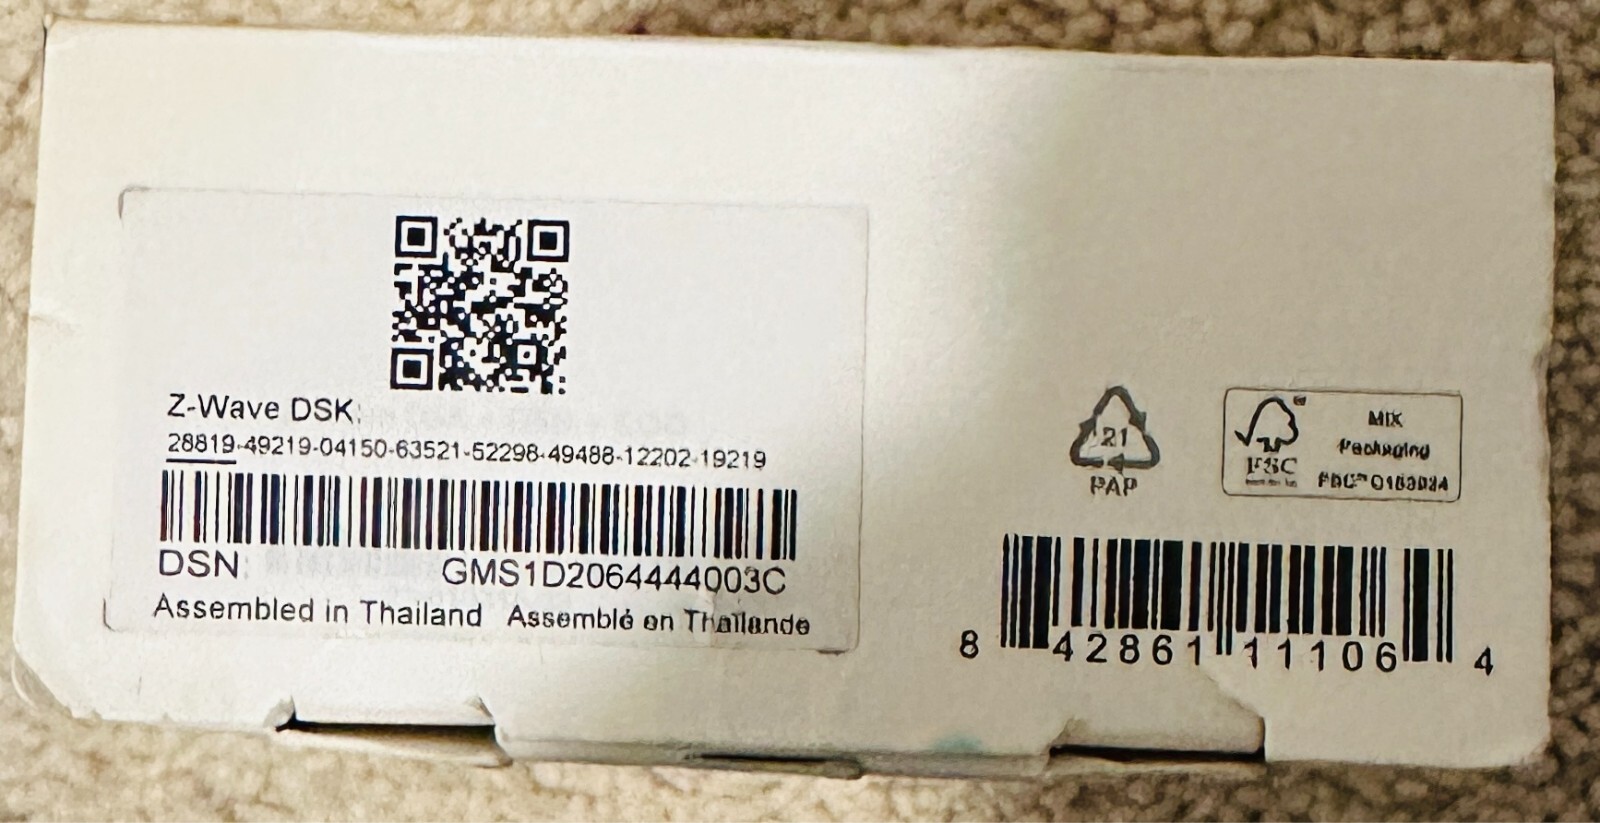 Z-Wave DSK:
28819-49219-04150-63521-52298-49488-12202-19219
DSN: GMS1D2064444003C
Assembled in Thailand Assemblé en Thaïlande
21
PAP
FSC
MIX
Packaging
8 42861 11106 4